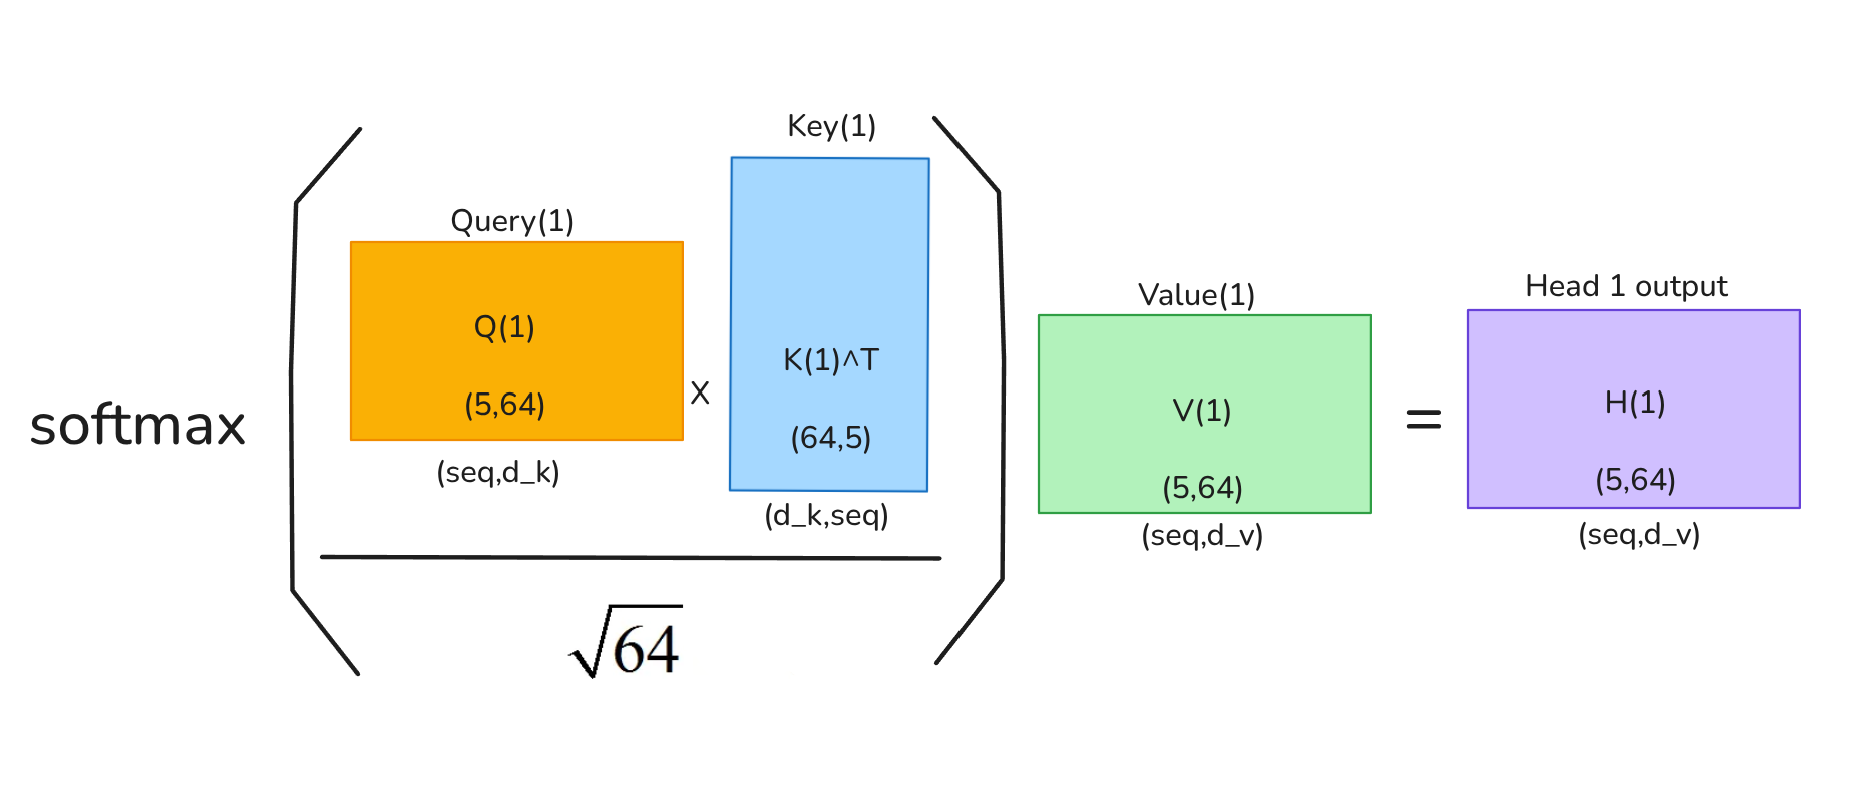 softmax
Query(1)
Q(1)
(5,64)
(seq,d_k)
X
Key(1)
K(1)^T
(64,5)
(d_k,seq)
√64
Value(1)
V(1)
(5,64)
(seq,d_v)
=
Head 1 output
H(1)
(5,64)
(seq,d_v)